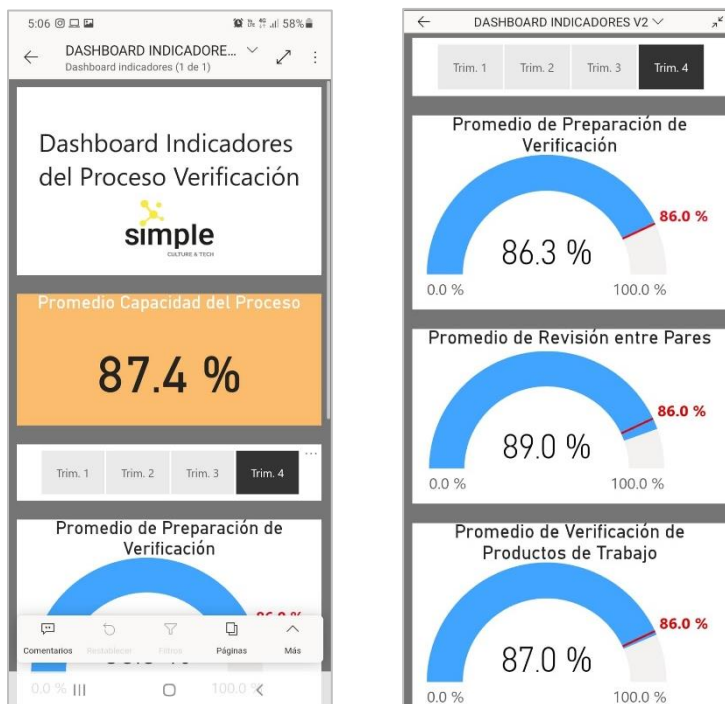 5:06
58%
DASHBOARD INDICADORE...
Dashboard indicadores (1 de 1)
Dashboard Indicadores
del Proceso Verificación
simple
CULTURE & TECH
Promedio Capacidad del Proceso
87.4 %
Trim. 1 Trim. 2 Trim. 3 Trim. 4
Promedio de Preparación de
Verificación
Comentarios Restablecer Filtros Páginas Más
0.0 % 100.0 %
DASHBOARD INDICADORES V2
Trim. 1 Trim. 2 Trim. 3 Trim. 4
Promedio de Preparación de
Verificación
86.0 %
86.3 %
0.0 % 100.0 %
Promedio de Revisión entre Pares
86.0 %
89.0 %
0.0 % 100.0 %
Promedio de Verificación de
Productos de Trabajo
86.0 %
87.0 %
0.0 % 100.0 %